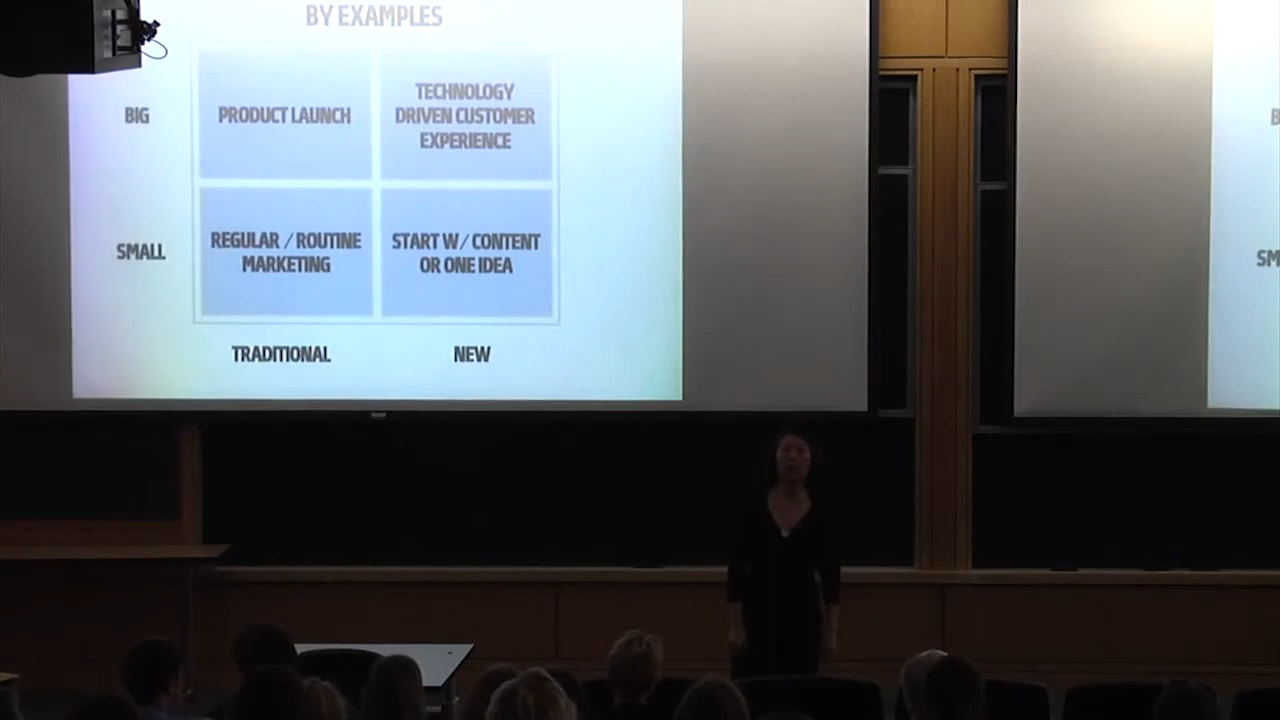 BY EXAMPLES
BIG
PRODUCT LAUNCH
TECHNOLOGY
DRIVEN CUSTOMER
EXPERIENCE
SMALL
REGULAR / ROUTINE
MARKETING
START W/ CONTENT
OR ONE IDEA
TRADITIONAL
NEW
B
SM